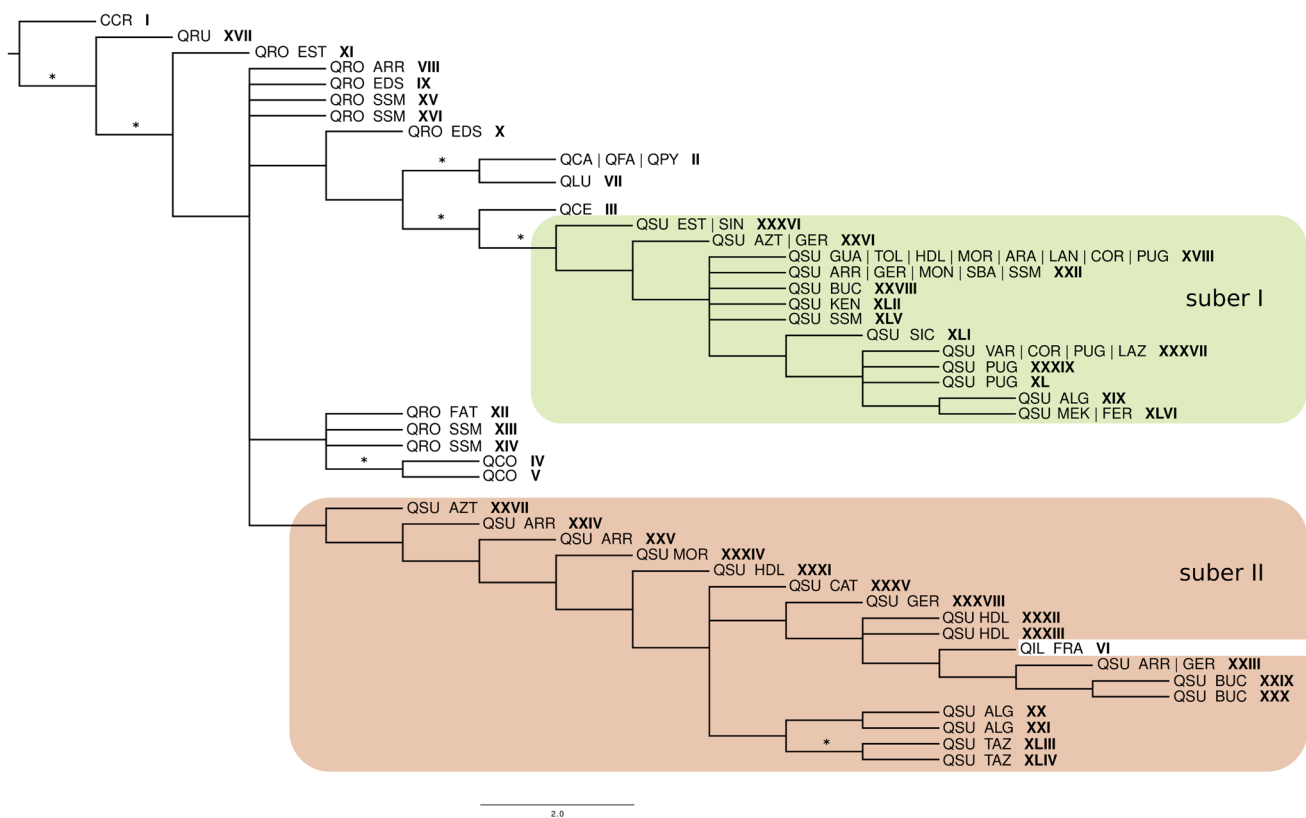 CCR I
QRU XVII
QRO EST XI
QRO ARR VIII
QRO EDS IX
QRO SSM XV
QRO SSM XVI
QRO EDS X
*
*
*
QCA | QFA | QPY II
QLU VII
*
QCE III
*
QSU EST | SIN XXXVI
QSU AZT | GER XXVI
QSU GUA | TOL | HDL | MOR | ARA | LAN | COR | PUG XVIII
QSU ARR | GER | MON | SBA | SSM XXII
QSU BUC XXVIII
suber I
QSU KEN XLII
QSU SSM XLV
QSU SIC XLI
QSU VAR | COR | PUG | LAZ XXXVII
QSU PUG XXXIX
QSU PUG XL
QSU ALG XIX
QSU MEK | FER XLVI
QRO FAT XII
QRO SSM XIII
QRO SSM XIV
*
QCO IV
QCO V
QSU AZT XXVII
QSU ARR XXIV
QSU ARR XXV
QSU MOR XXXIV
QSU HDL XXXI
suber II
QSU CAT XXXV
QSU GER XXXVIII
QSU HDL XXXII
QSU HDL XXXIII
QIL FRA VI
QSU ARR | GER XXIII
QSU BUC XXIX
QSU BUC XXX
QSU ALG XX
QSU ALG XXI
*
QSU TAZ XLIII
QSU TAZ XLIV
2.0